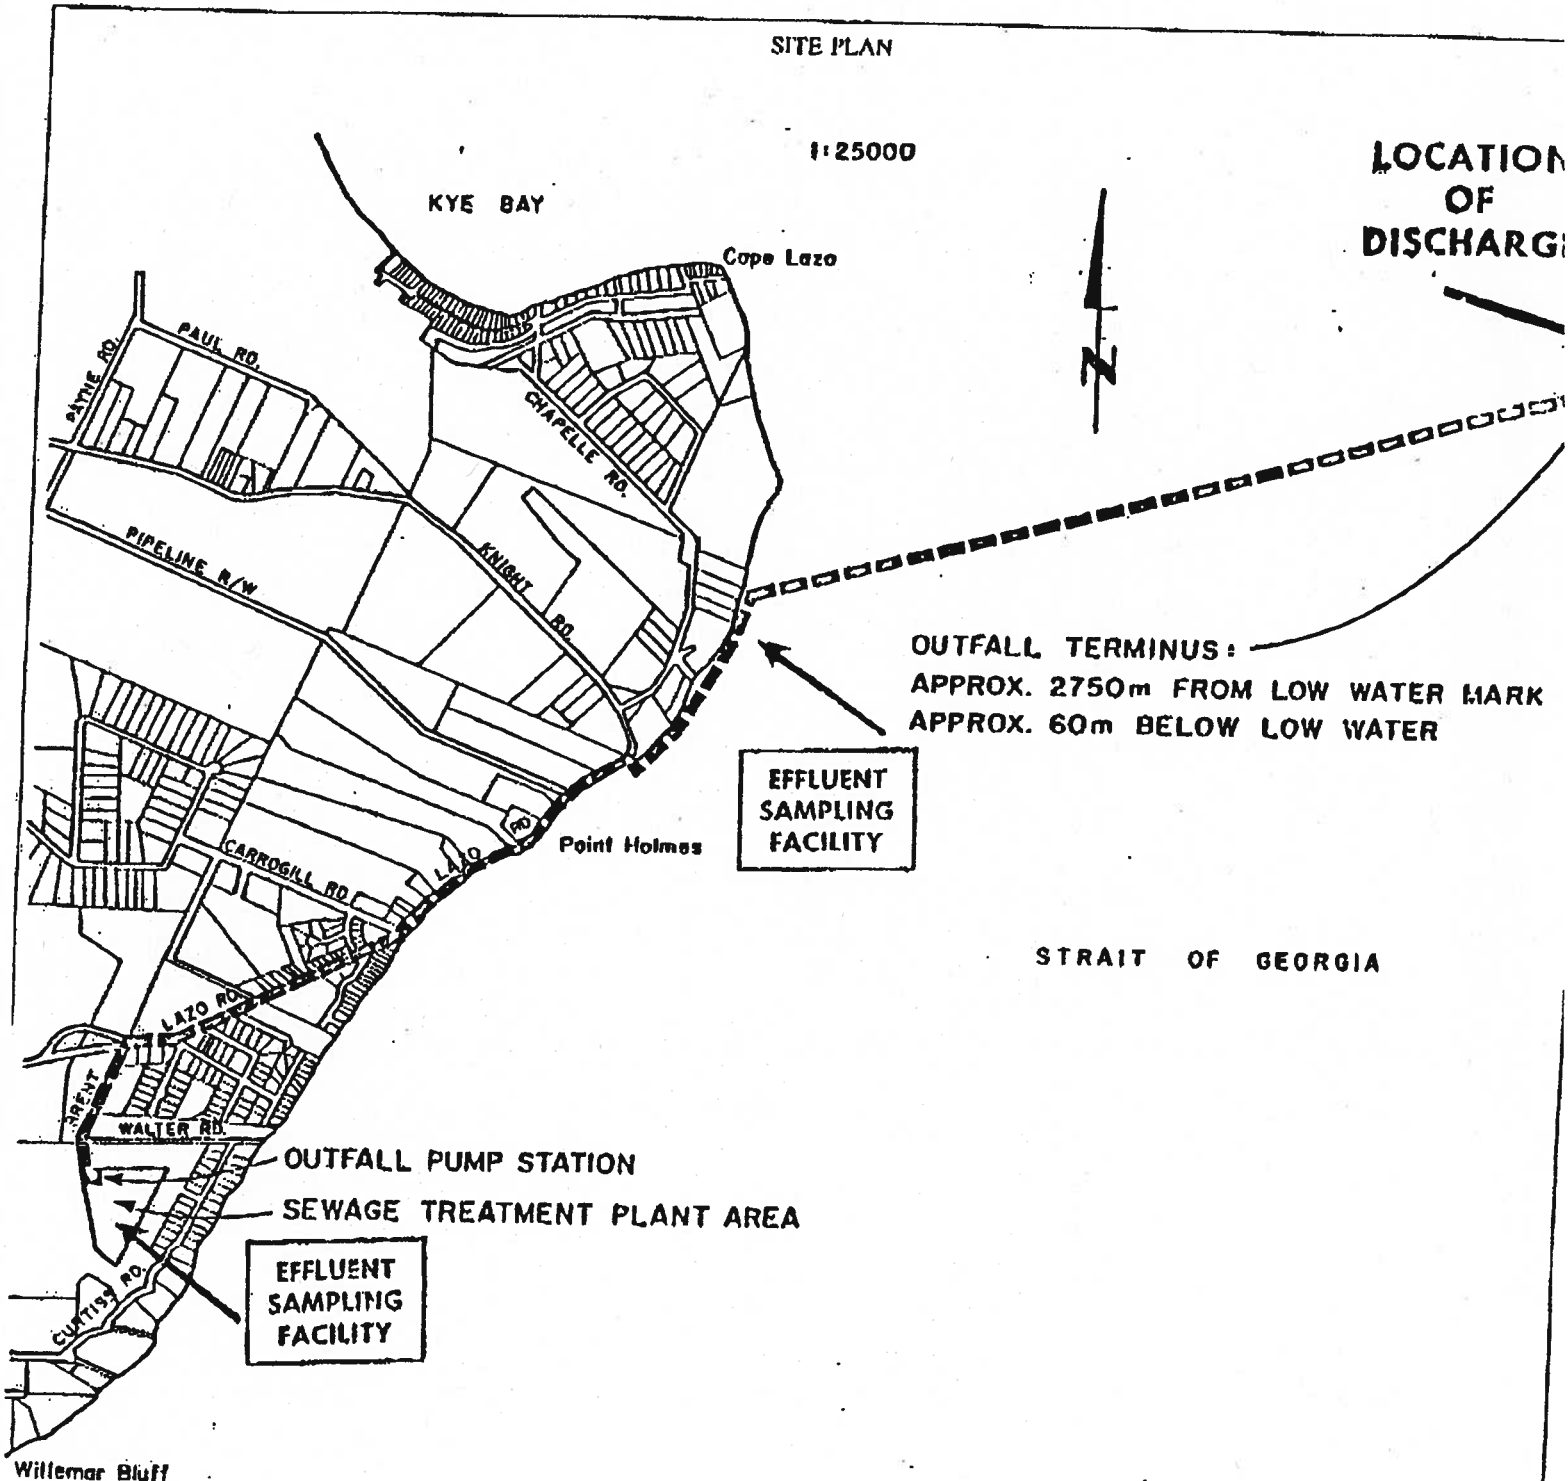 SITE PLAN
1:25000
LOCATION
OF
DISCHARG
KYE BAY
Cape Lazo
PAUL RD.
PAYNE RD.
CHAPELLE RD.
N
PIPELINE R/W
KNIGHT RD.
OUTFALL TERMINUS:
APPROX. 2750m FROM LOW WATER MARK
APPROX. 60m BELOW LOW WATER
EFFLUENT
SAMPLING
FACILITY
RD
Point Holmes
LAZO
CARROGILL RD
STRAIT OF GEORGIA
LAZO RD.
BRENT
WALTER RD.
OUTFALL PUMP STATION
SEWAGE TREATMENT PLANT AREA
EFFLUENT
SAMPLING
FACILITY
CURTISS RD.
Willemar Bluff